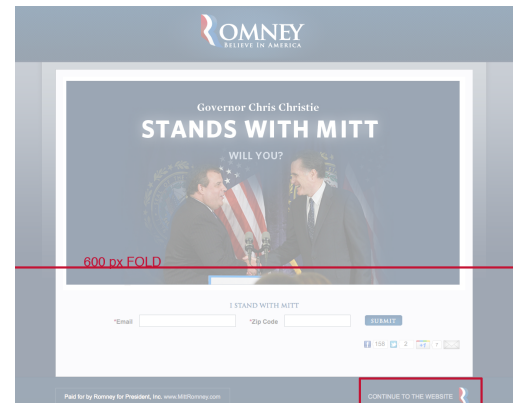 ROMNEY
BELIEVE IN AMERICA
Governor Chris Christie
STANDS WITH MITT
WILL YOU?
600 px FOLD
I STAND WITH MITT
*Email
*Zip Code
SUBMIT
156
2
+1
7
Paid for by Romney for President, Inc. www.MittRomney.com
CONTINUE TO THE WEBSITE